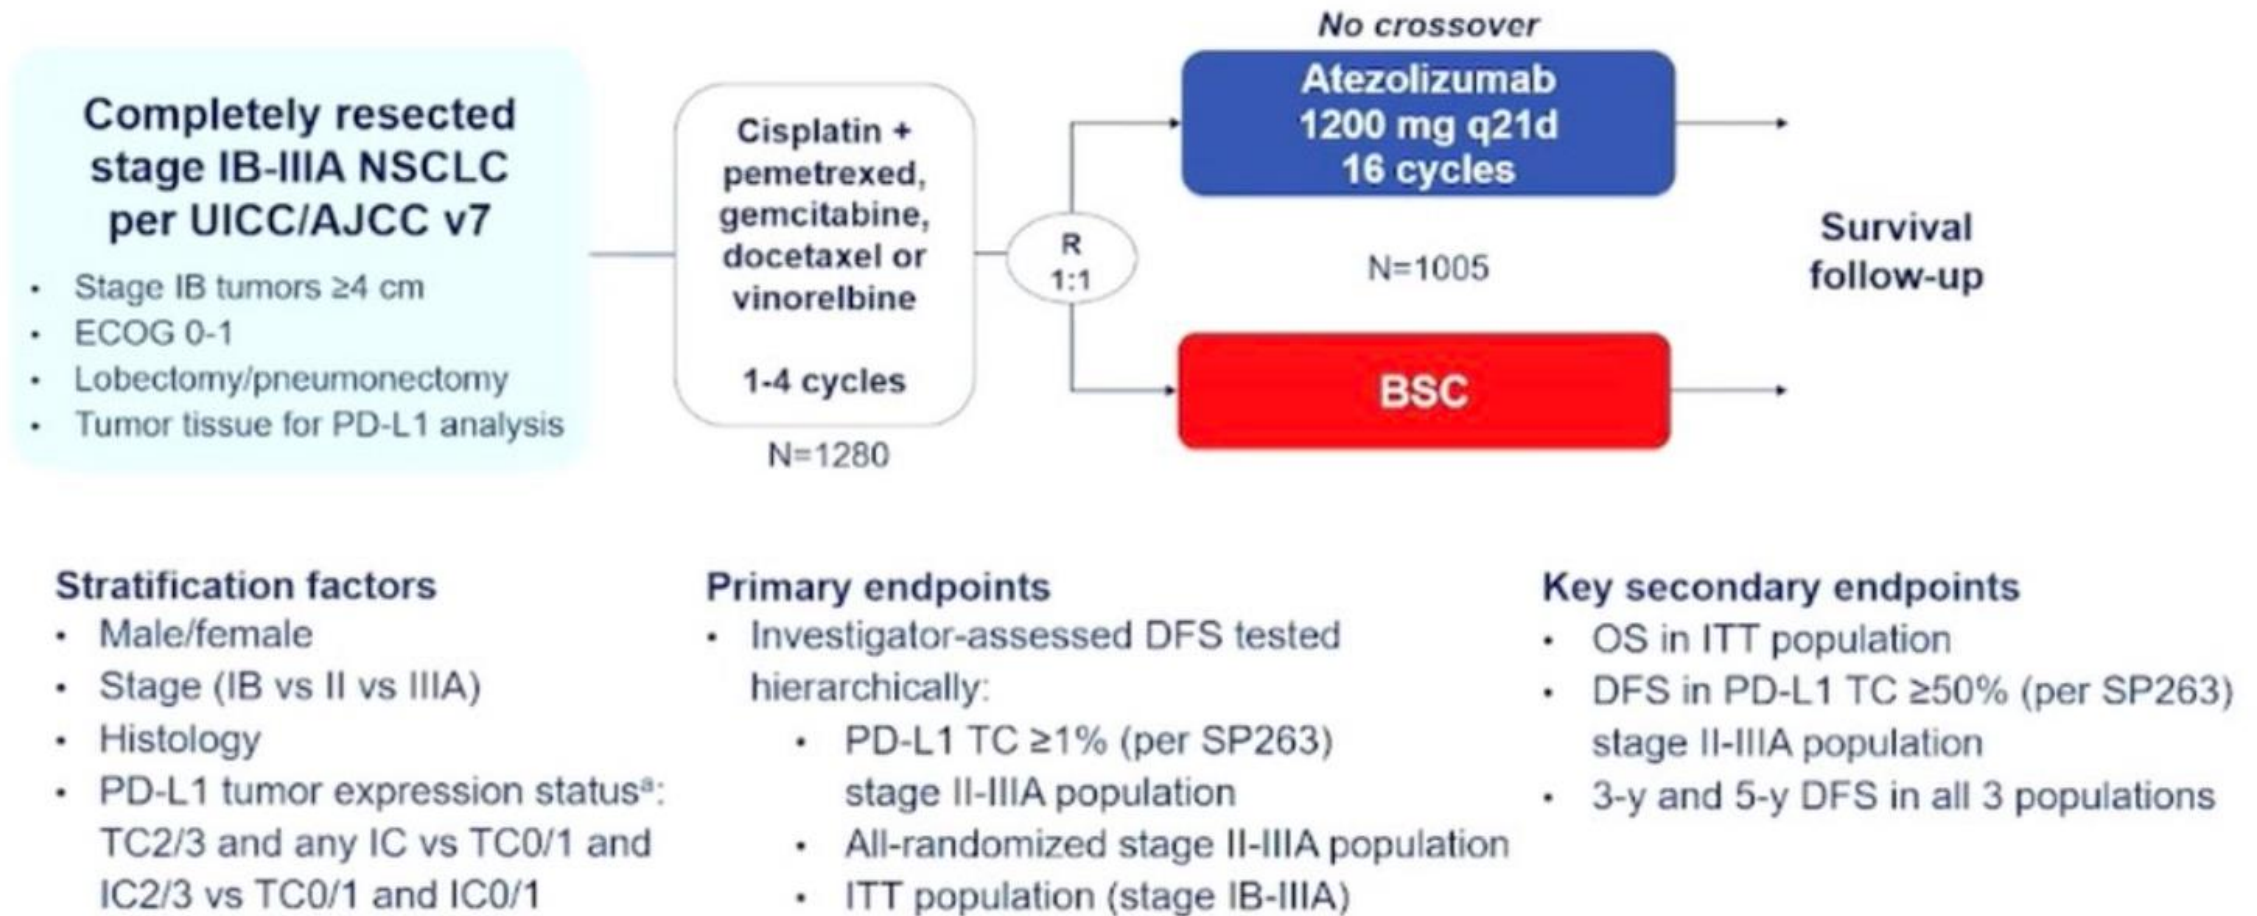 No crossover
Completely resected
stage IB-IIIA NSCLC
per UICC/AJCC v7
• Stage IB tumors ≥4 cm
• ECOG 0-1
• Lobectomy/pneumonectomy
• Tumor tissue for PD-L1 analysis
Cisplatin +
pemetrexed,
gemcitabine,
docetaxel or
vinorelbine
1-4 cycles
N=1280
R
1:1
Atezolizumab
1200 mg q21d
16 cycles
N=1005
BSC
Survival
follow-up
Stratification factors
• Male/female
• Stage (IB vs II vs IIIA)
• Histology
• PD-L1 tumor expression statusᵃ:
TC2/3 and any IC vs TC0/1 and
IC2/3 vs TC0/1 and IC0/1
Primary endpoints
• Investigator-assessed DFS tested
hierarchically:
• PD-L1 TC ≥1% (per SP263)
stage II-IIIA population
• All-randomized stage II-IIIA population
• ITT population (stage IB-IIIA)
Key secondary endpoints
• OS in ITT population
• DFS in PD-L1 TC ≥50% (per SP263)
stage II-IIIA population
• 3-y and 5-y DFS in all 3 populations